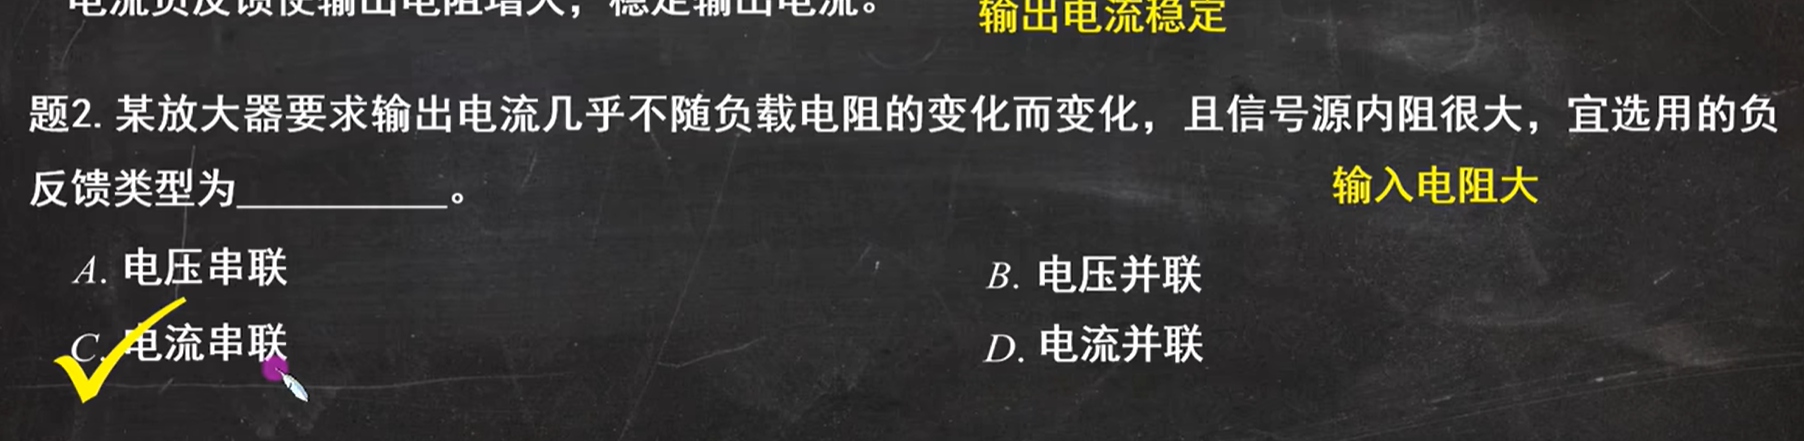 电流负反馈使输出电阻增大，稳定输出电流。
输出电流稳定
题2. 某放大器要求输出电流几乎不随负载电阻的变化而变化，且信号源内阻很大，宜选用的负
反馈类型为__________。
输入电阻大
A. 电压串联
B. 电压并联
C. 电流串联
D. 电流并联